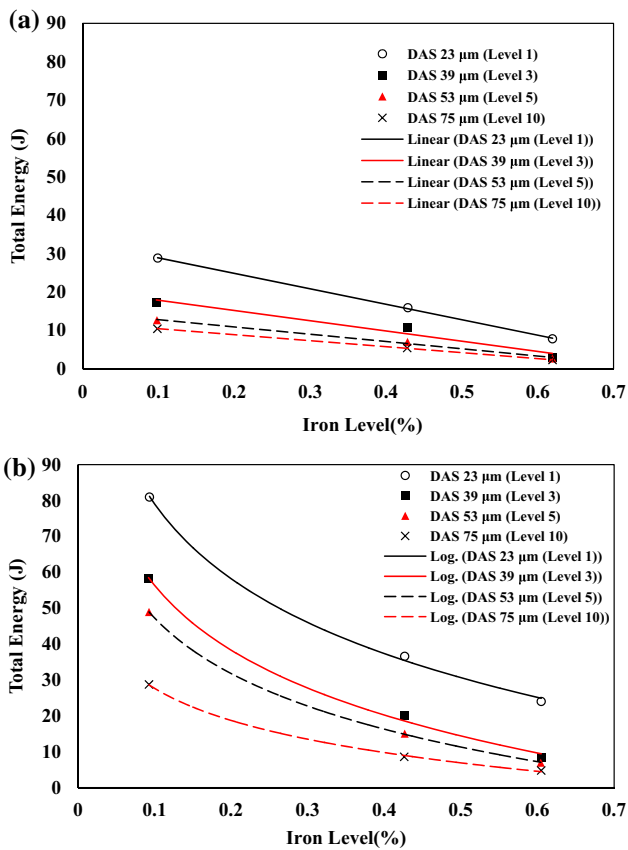 (a)
90
80
70
60
50
40
30
20
10
0
Total Energy (J)
DAS 23 μm (Level 1)
DAS 39 μm (Level 3)
DAS 53 μm (Level 5)
DAS 75 μm (Level 10)
Linear (DAS 23 μm (Level 1))
Linear (DAS 39 μm (Level 3))
Linear (DAS 53 μm (Level 5))
Linear (DAS 75 μm (Level 10))
0 0.1 0.2 0.3 0.4 0.5 0.6 0.7
Iron Level(%)
(b)
90
80
70
60
50
40
30
20
10
0
Total Energy (J)
DAS 23 μm (Level 1)
DAS 39 μm (Level 3)
DAS 53 μm (Level 5)
DAS 75 μm (Level 10)
Log. (DAS 23 μm (Level 1))
Log. (DAS 39 μm (Level 3))
Log. (DAS 53 μm (Level 5))
Log. (DAS 75 μm (Level 10))
0 0.1 0.2 0.3 0.4 0.5 0.6 0.7
Iron Level(%)